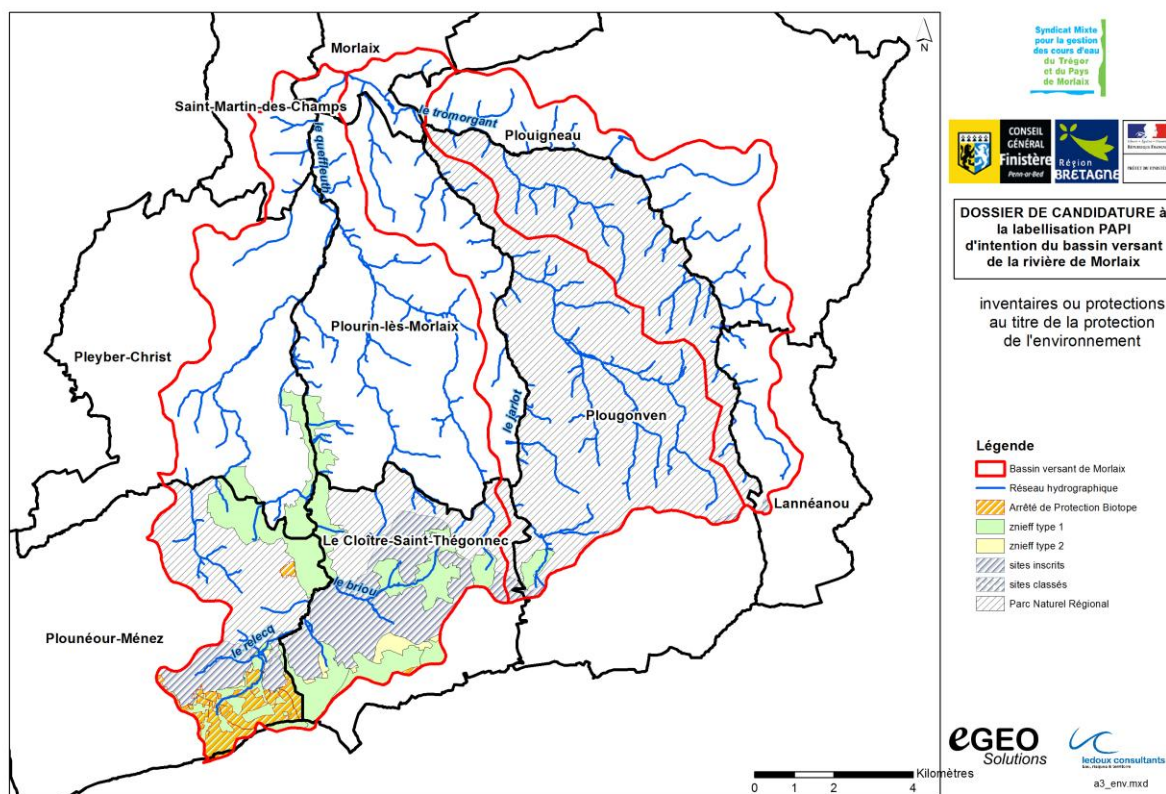 Morlaix
Saint-Martin-des-Champs
le queffleuth
le tromorgant
Plouigneau
Plourin-lès-Morlaix
Pleyber-Christ
Plougonven
le jarlot
Lannéanou
Le Cloître-Saint-Thégonnec
le briou
Plounéour-Ménez
le relecq
N
Kilomètres
0 1 2 4
Syndicat Mixte
pour la gestion
des cours d'eau
du Trégor
et du Pays
de Morlaix
CONSEIL
GÉNÉRAL
Finistère
Penn-ar-Bed
Région
BRETAGNE
DOSSIER DE CANDIDATURE à
la labellisation PAPI
d'intention du bassin versant
de la rivière de Morlaix
inventaires ou protections
au titre de la protection
de l'environnement
Légende
Bassin versant de Morlaix
Réseau hydrographique
Arrêté de Protection Biotope
znieff type 1
znieff type 2
sites inscrits
sites classés
Parc Naturel Régional
eGEO
Solutions
ledoux consultants
a3_env.mxd